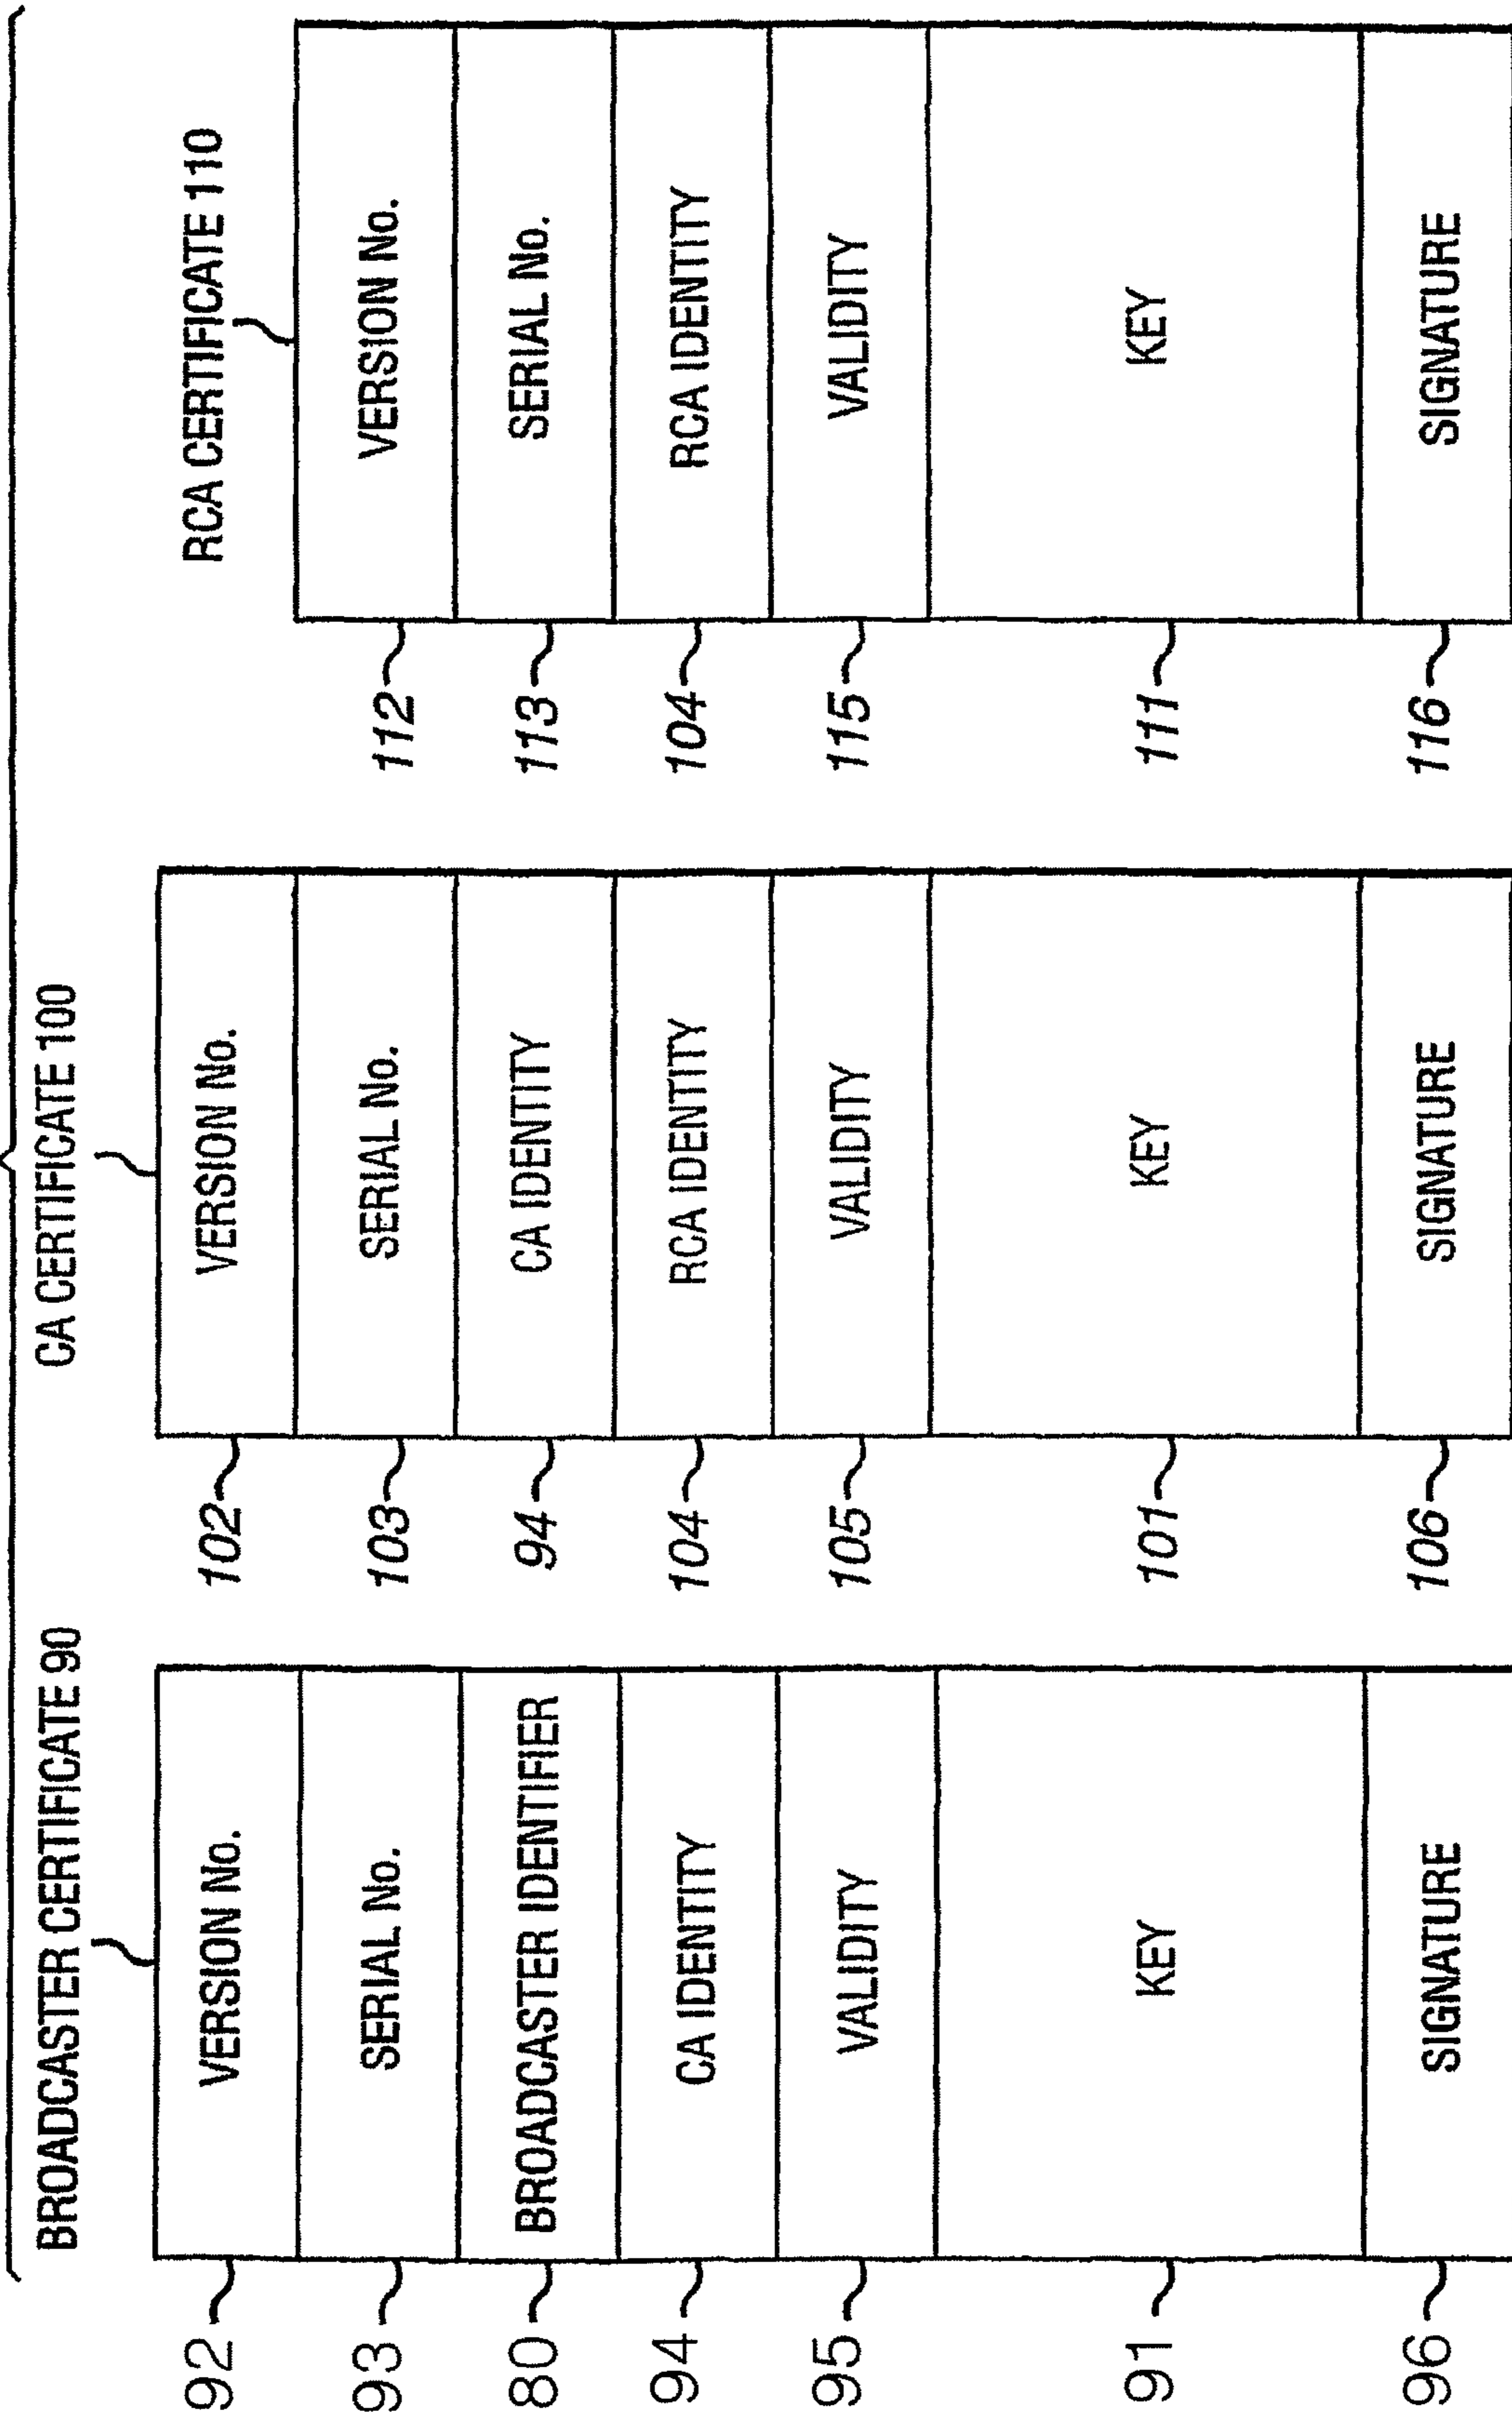 BROADCASTER CERTIFICATE 90
92 VERSION No.
93 SERIAL No.
80 BROADCASTER IDENTIFIER
94 CA IDENTITY
95 VALIDITY
91 KEY
96 SIGNATURE
CA CERTIFICATE 100
102 VERSION No.
103 SERIAL No.
94 CA IDENTITY
104 RCA IDENTITY
105 VALIDITY
101 KEY
106 SIGNATURE
RCA CERTIFICATE 110
112 VERSION No.
113 SERIAL No.
104 RCA IDENTITY
115 VALIDITY
111 KEY
116 SIGNATURE